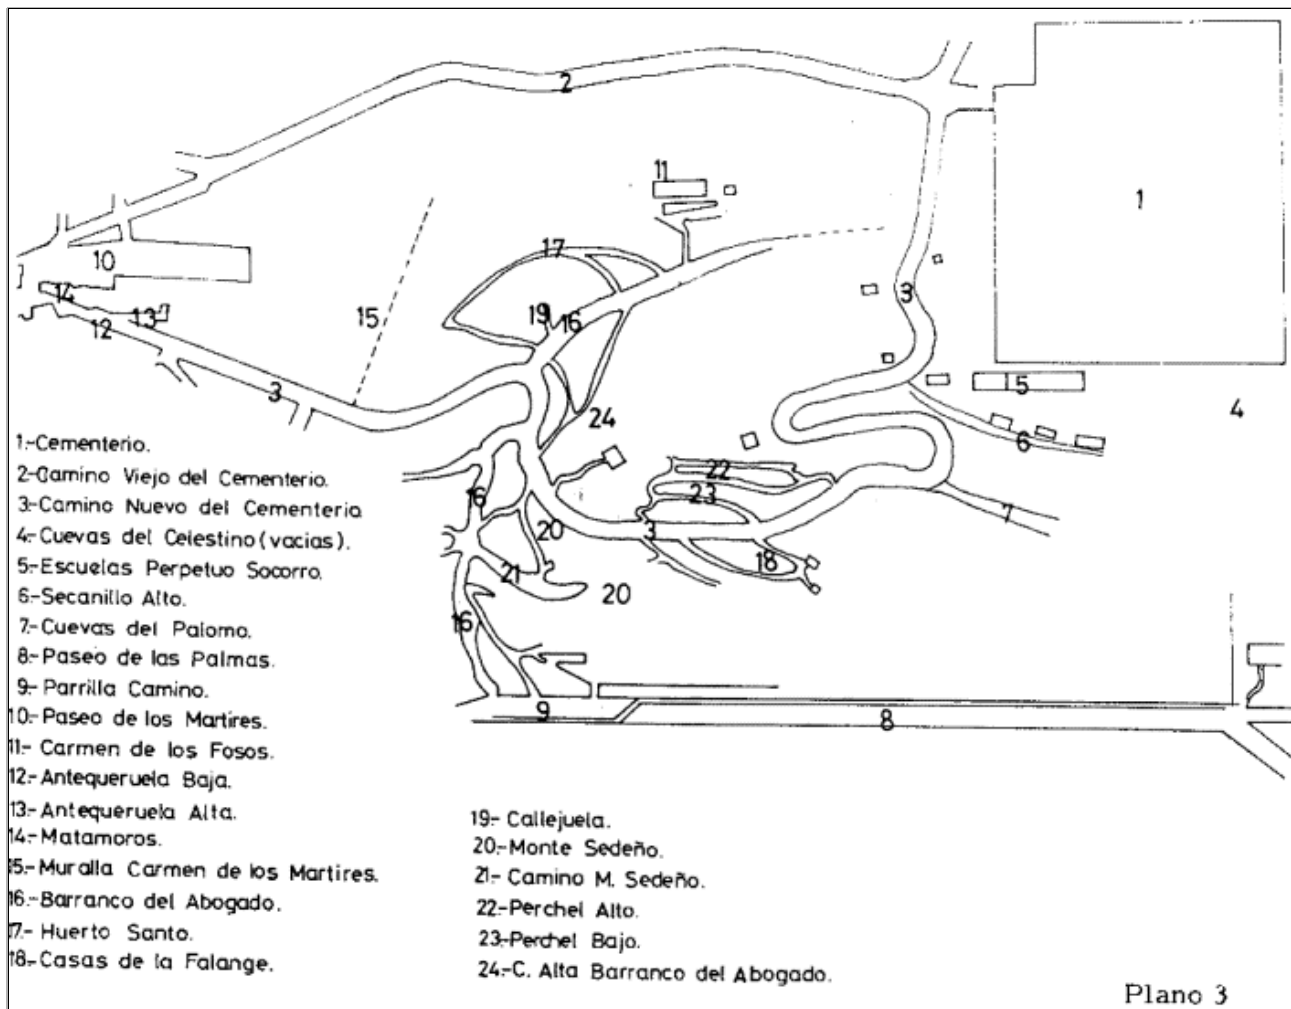 2
11
1
17
10
14
13
12
15
19
16
3
3
5
4
6
24
22
23
16
20
3
7
21
18
20
16
9
8
1.-Cementerio.
2-Camino Viejo del Cementerio.
3.-Camino Nuevo del Cementerio
4.-Cuevas del Celestino (vacias).
5.-Escuelas Perpetuo Socorro.
6.-Secanillo Alto.
7.-Cuevas del Palomo.
8.-Paseo de las Palmas.
9.-Parrilla Camino.
10.-Paseo de los Martires.
11.- Carmen de los Fosos.
12.-Antequeruela Baja.
13.-Antequeruela Alta.
14.-Matamoros.
15.-Muralla Carmen de los Martires.
16.-Barranco del Abogado.
17.- Huerto Santo.
18.-Casas de la Falange.
19.- Callejuela.
20.-Monte Sedeño.
21.- Camino M. Sedeño.
22.-Perchel Alto.
23.-Perchel Bajo.
24.-C. Alta Barranco del Abogado.
Plano 3